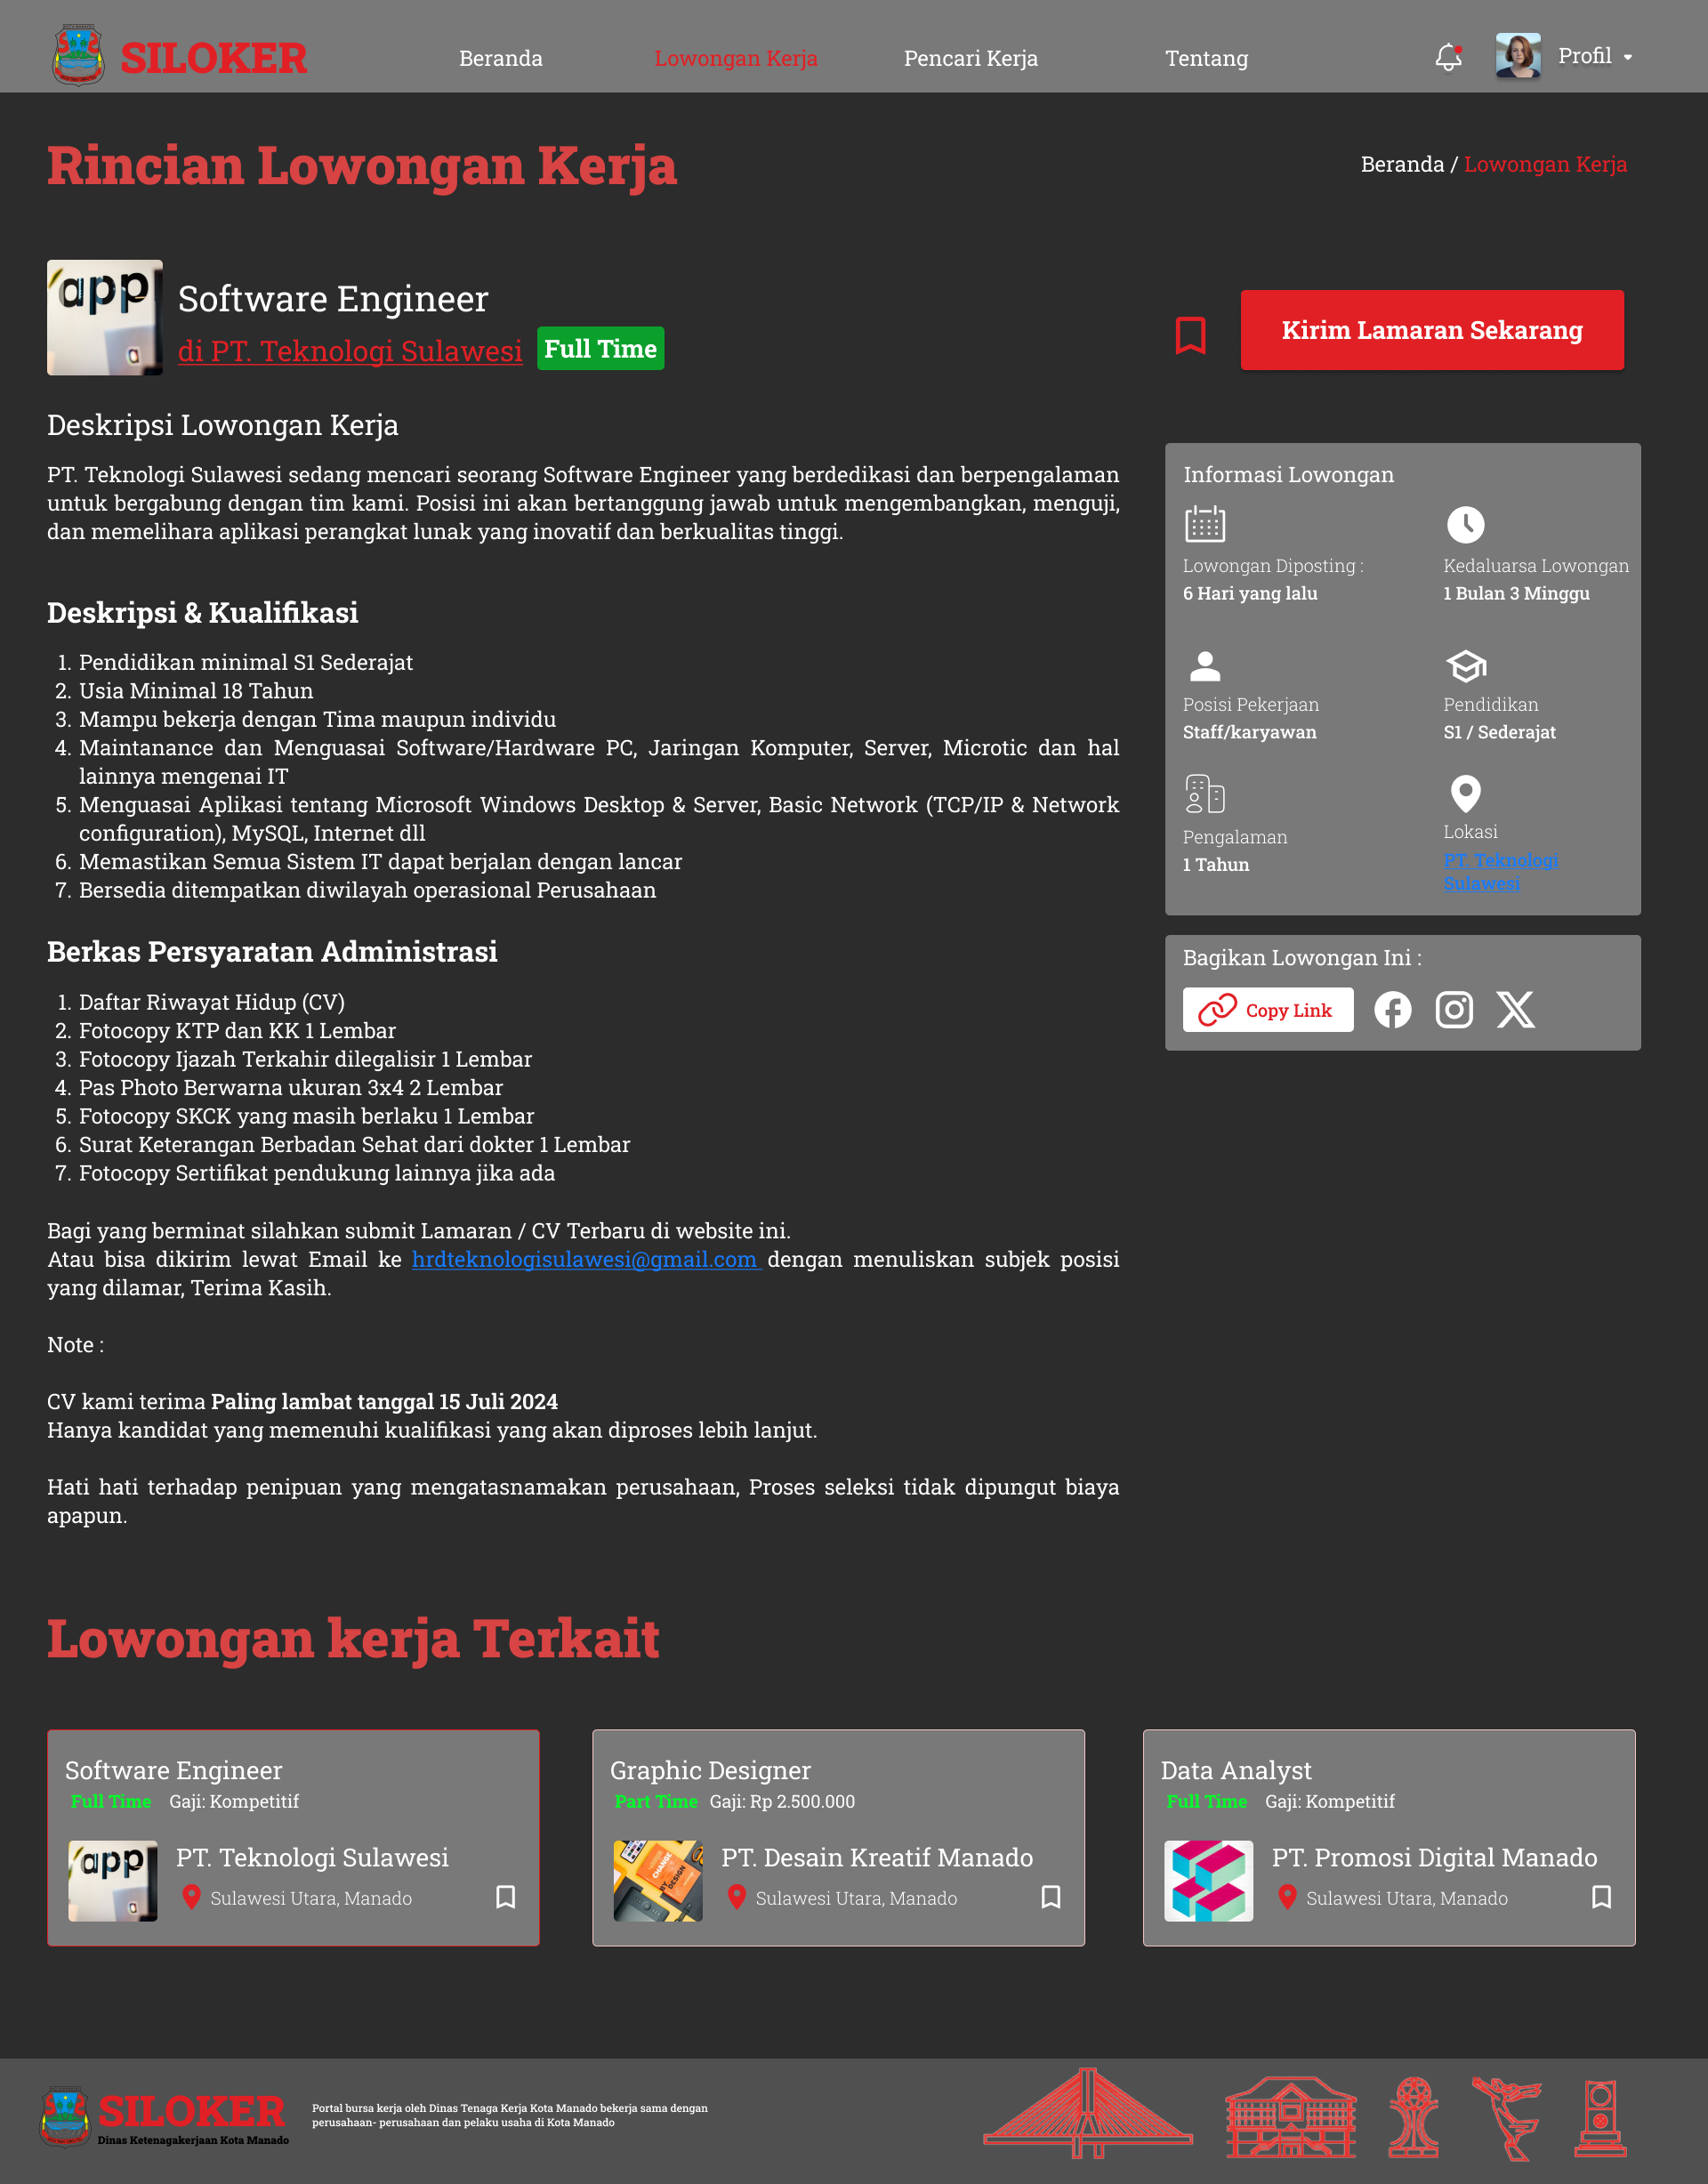 SILOKER
Beranda
Lowongan Kerja
Pencari Kerja
Tentang
Profil
Rincian Lowongan Kerja
Beranda / Lowongan Kerja
app
Software Engineer
di PT. Teknologi Sulawesi
Full Time
Kirim Lamaran Sekarang
Deskripsi Lowongan Kerja
PT. Teknologi Sulawesi sedang mencari seorang Software Engineer yang berdedikasi dan berpengalaman
untuk bergabung dengan tim kami. Posisi ini akan bertanggung jawab untuk mengembangkan, menguji,
dan memelihara aplikasi perangkat lunak yang inovatif dan berkualitas tinggi.
Deskripsi & Kualifikasi
1. Pendidikan minimal S1 Sederajat
2. Usia Minimal 18 Tahun
3. Mampu bekerja dengan Tima maupun individu
4. Maintanance dan Menguasai Software/Hardware PC, Jaringan Komputer, Server, Microtic dan hal
lainnya mengenai IT
5. Menguasai Aplikasi tentang Microsoft Windows Desktop & Server, Basic Network (TCP/IP & Network
configuration), MySQL, Internet dll
6. Memastikan Semua Sistem IT dapat berjalan dengan lancar
7. Bersedia ditempatkan diwilayah operasional Perusahaan
Berkas Persyaratan Administrasi
1. Daftar Riwayat Hidup (CV)
2. Fotocopy KTP dan KK 1 Lembar
3. Fotocopy Ijazah Terkahir dilegalisir 1 Lembar
4. Pas Photo Berwarna ukuran 3x4 2 Lembar
5. Fotocopy SKCK yang masih berlaku 1 Lembar
6. Surat Keterangan Berbadan Sehat dari dokter 1 Lembar
7. Fotocopy Sertifikat pendukung lainnya jika ada
Bagi yang berminat silahkan submit Lamaran / CV Terbaru di website ini.
Atau bisa dikirim lewat Email ke hrdteknologisulawesi@gmail.com dengan menuliskan subjek posisi
yang dilamar, Terima Kasih.
Note :
CV kami terima Paling lambat tanggal 15 Juli 2024
Hanya kandidat yang memenuhi kualifikasi yang akan diproses lebih lanjut.
Hati hati terhadap penipuan yang mengatasnamakan perusahaan, Proses seleksi tidak dipungut biaya
apapun.
Informasi Lowongan
Lowongan Diposting :
6 Hari yang lalu
Kedaluarsa Lowongan
1 Bulan 3 Minggu
Posisi Pekerjaan
Staff/karyawan
Pendidikan
S1 / Sederajat
Pengalaman
1 Tahun
Lokasi
PT. Teknologi
Sulawesi
Bagikan Lowongan Ini :
Copy Link
Lowongan kerja Terkait
Software Engineer
Full Time Gaji: Kompetitif
app
PT. Teknologi Sulawesi
Sulawesi Utara, Manado
Graphic Designer
Part Time Gaji: Rp 2.500.000
CHANGE
BY
DESIGN
PT. Desain Kreatif Manado
Sulawesi Utara, Manado
Data Analyst
Full Time Gaji: Kompetitif
PT. Promosi Digital Manado
Sulawesi Utara, Manado
SILOKER
Dinas Ketenagakerjaan Kota Manado
Portal bursa kerja oleh Dinas Tenaga Kerja Kota Manado bekerja sama dengan
perusahaan- perusahaan dan pelaku usaha di Kota Manado